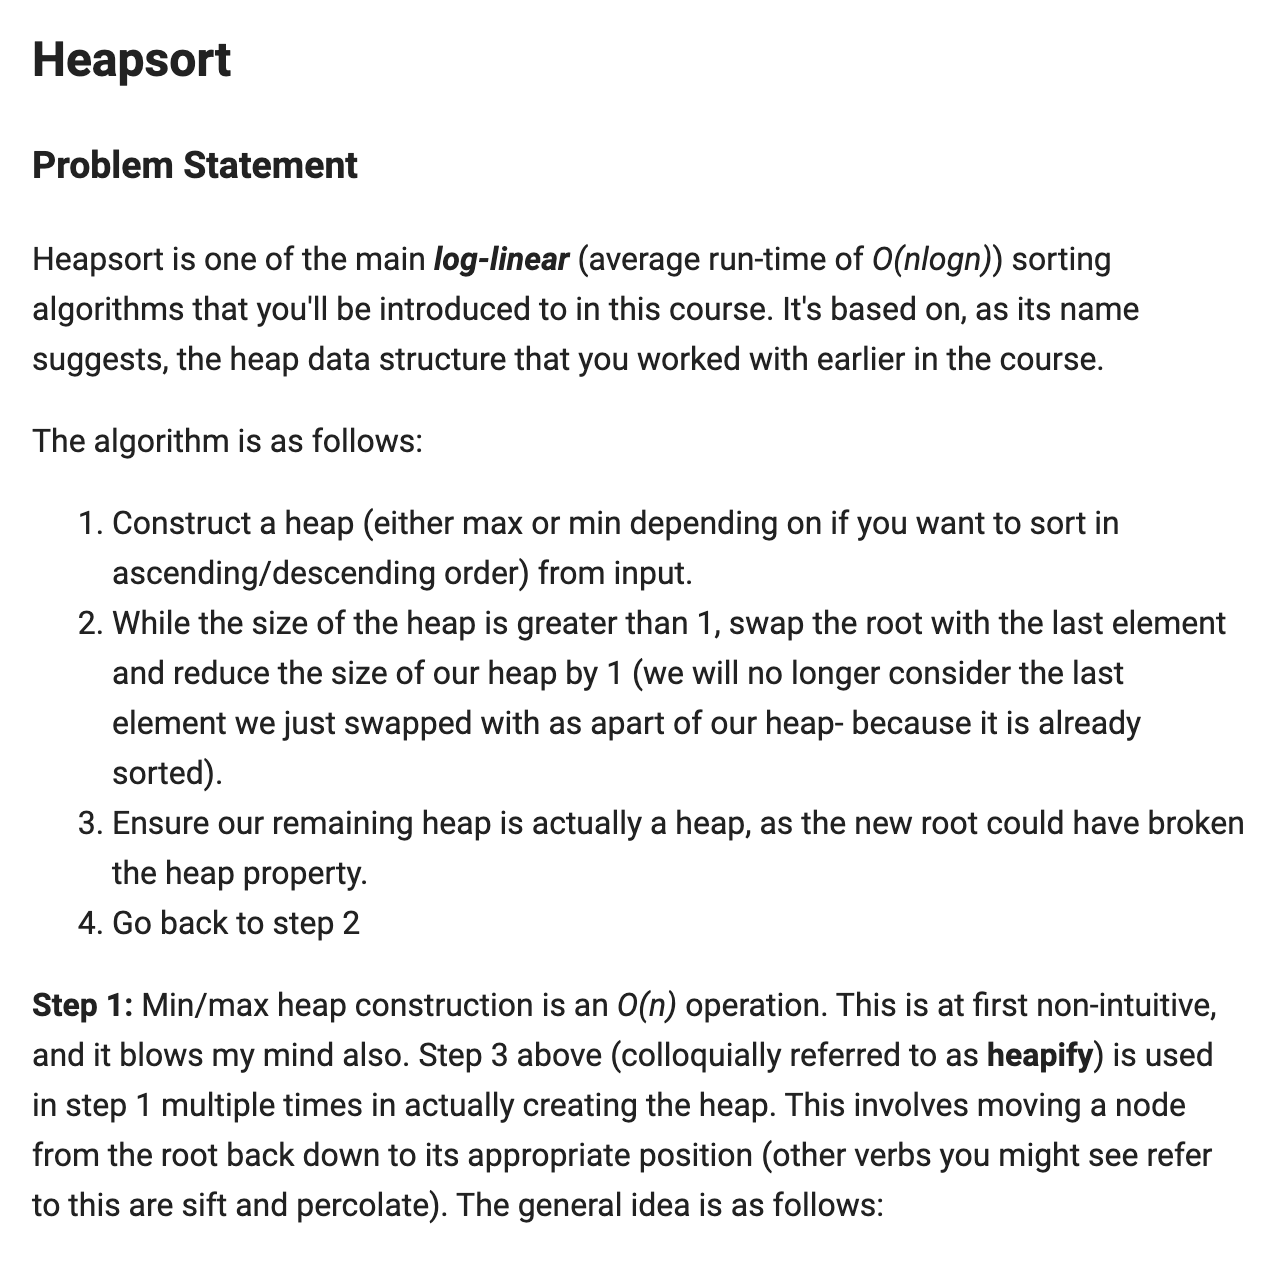 Heapsort
Problem Statement
Heapsort is one of the main log-linear (average run-time of O(nlogn)) sorting
algorithms that you'll be introduced to in this course. It's based on, as its name
suggests, the heap data structure that you worked with earlier in the course.
The algorithm is as follows:
1. Construct a heap (either max or min depending on if you want to sort in
ascending/descending order) from input.
2. While the size of the heap is greater than 1, swap the root with the last element
and reduce the size of our heap by 1 (we will no longer consider the last
element we just swapped with as apart of our heap- because it is already
sorted).
3. Ensure our remaining heap is actually a heap, as the new root could have broken
the heap property.
4. Go back to step 2
Step 1: Min/max heap construction is an O(n) operation. This is at first non-intuitive,
and it blows my mind also. Step 3 above (colloquially referred to as heapify) is used
in step 1 multiple times in actually creating the heap. This involves moving a node
from the root back down to its appropriate position (other verbs you might see refer
to this are sift and percolate). The general idea is as follows: